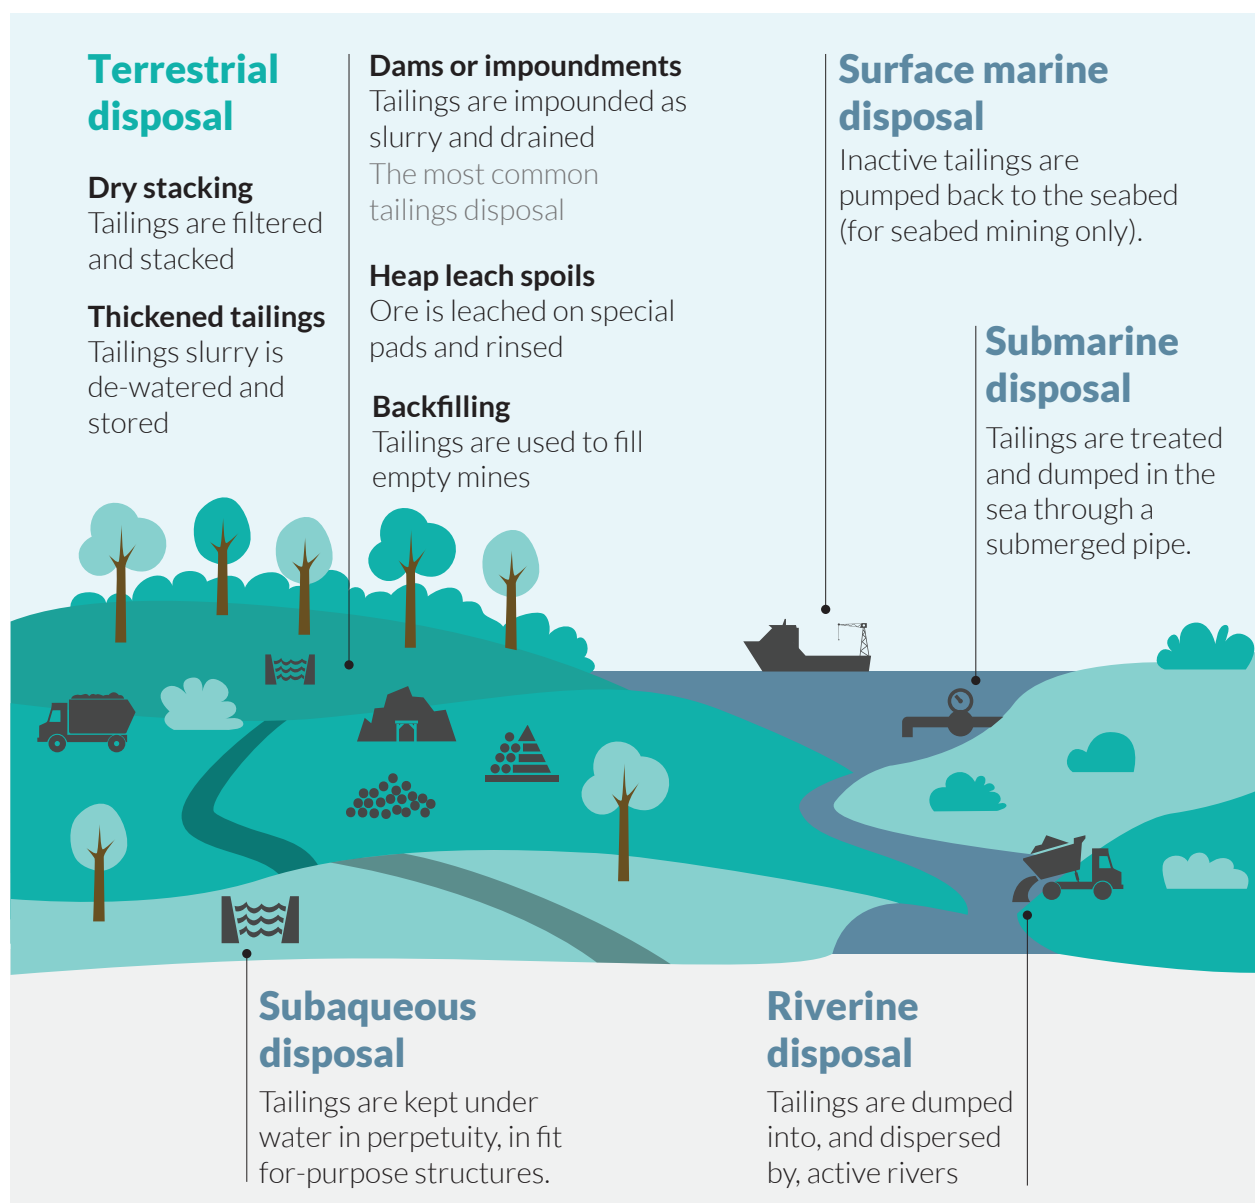 Terrestrial
disposal
Dry stacking
Tailings are filtered
and stacked
Thickened tailings
Tailings slurry is
de-watered and
stored
Dams or impoundments
Tailings are impounded as
slurry and drained
The most common
tailings disposal
Heap leach spoils
Ore is leached on special
pads and rinsed
Backfilling
Tailings are used to fill
empty mines
Surface marine
disposal
Inactive tailings are
pumped back to the seabed
(for seabed mining only).
Submarine
disposal
Tailings are treated
and dumped in the
sea through a
submerged pipe.
Subaqueous
disposal
Tailings are kept under
water in perpetuity, in fit
for-purpose structures.
Riverine
disposal
Tailings are dumped
into, and dispersed
by, active rivers